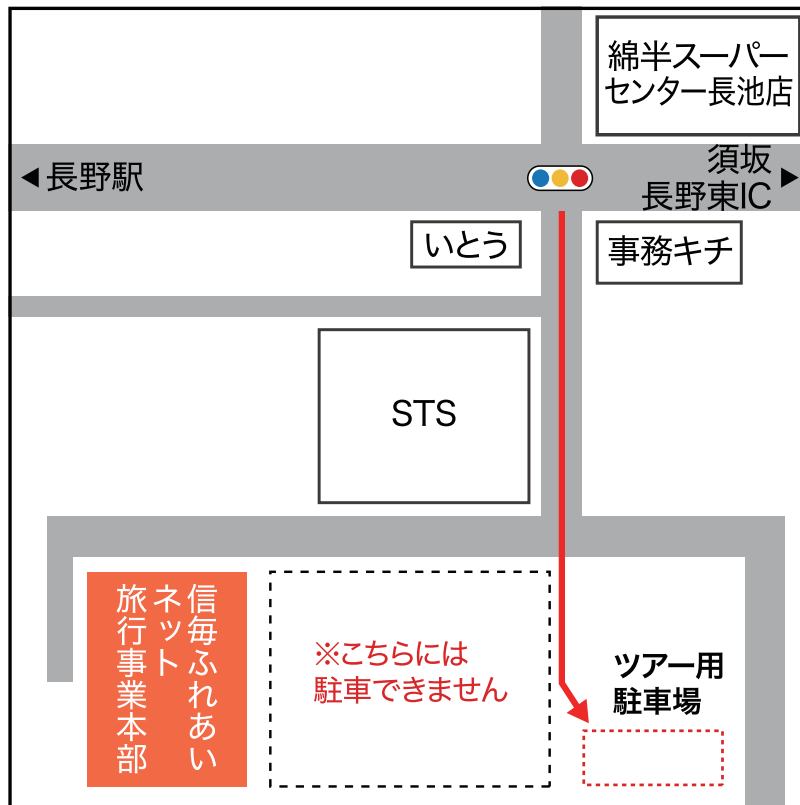 綿半スーパー
センター長池店
長野駅
須坂
長野東IC
いとう
事務キチ
STS
信毎ふれあい
ネット
旅行事業本部
※こちらには
駐車できません
ツアー用
駐車場